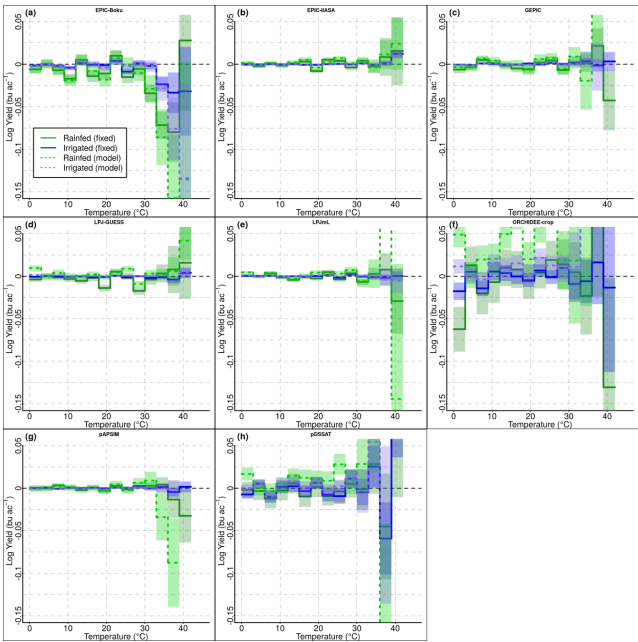 EPIC-Boku
EPIC-IIASA
GEPIC
(a)
(b)
(c)
0.05
0
-0.05
-0.1
-0.15
Log Yield (bu ac⁻¹)
Rainfed (fixed)
Irrigated (fixed)
Rainfed (model)
Irrigated (model)
0 10 20 30 40
Temperature (°C)
0.05
0
-0.05
-0.1
-0.15
Log Yield (bu ac⁻¹)
0 10 20 30 40
Temperature (°C)
0.05
0
-0.05
-0.1
-0.15
Log Yield (bu ac⁻¹)
0 10 20 30 40
Temperature (°C)
LPJ-GUESS
LPJmL
ORCHIDEE-crop
(d)
(e)
(f)
0.05
0
-0.05
-0.1
-0.15
Log Yield (bu ac⁻¹)
0 10 20 30 40
Temperature (°C)
0.05
0
-0.05
-0.1
-0.15
Log Yield (bu ac⁻¹)
0 10 20 30 40
Temperature (°C)
0.05
0
-0.05
-0.1
-0.15
Log Yield (bu ac⁻¹)
0 10 20 30 40
Temperature (°C)
pAPSIM
pDSSAT
(g)
(h)
0.05
0
-0.05
-0.1
-0.15
Log Yield (bu ac⁻¹)
0 10 20 30 40
Temperature (°C)
0.05
0
-0.05
-0.1
-0.15
Log Yield (bu ac⁻¹)
0 10 20 30 40
Temperature (°C)